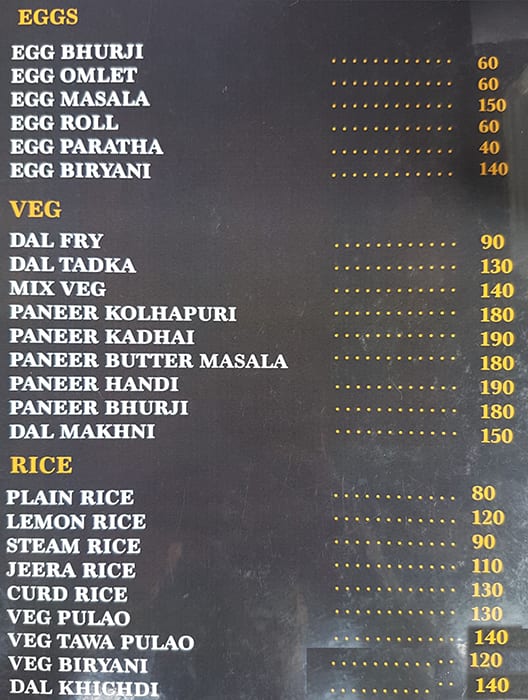 EGGS
EGG BHURJI ............ 60
EGG OMLET ............ 60
EGG MASALA ............ 150
EGG ROLL ............ 60
EGG PARATHA ............ 40
EGG BIRYANI ............ 140
VEG
DAL FRY ............ 90
DAL TADKA ............ 130
MIX VEG ............ 140
PANEER KOLHAPURI ............ 180
PANEER KADHAI ............ 190
PANEER BUTTER MASALA ............ 180
PANEER HANDI ............ 190
PANEER BHURJI ............ 180
DAL MAKHNI ............ 150
RICE
PLAIN RICE ............ 80
LEMON RICE ............ 120
STEAM RICE ............ 90
JEERA RICE ............ 110
CURD RICE ............ 130
VEG PULAO ............ 130
VEG TAWA PULAO ............ 140
VEG BIRYANI ............ 120
DAL KHICHDI ............ 140